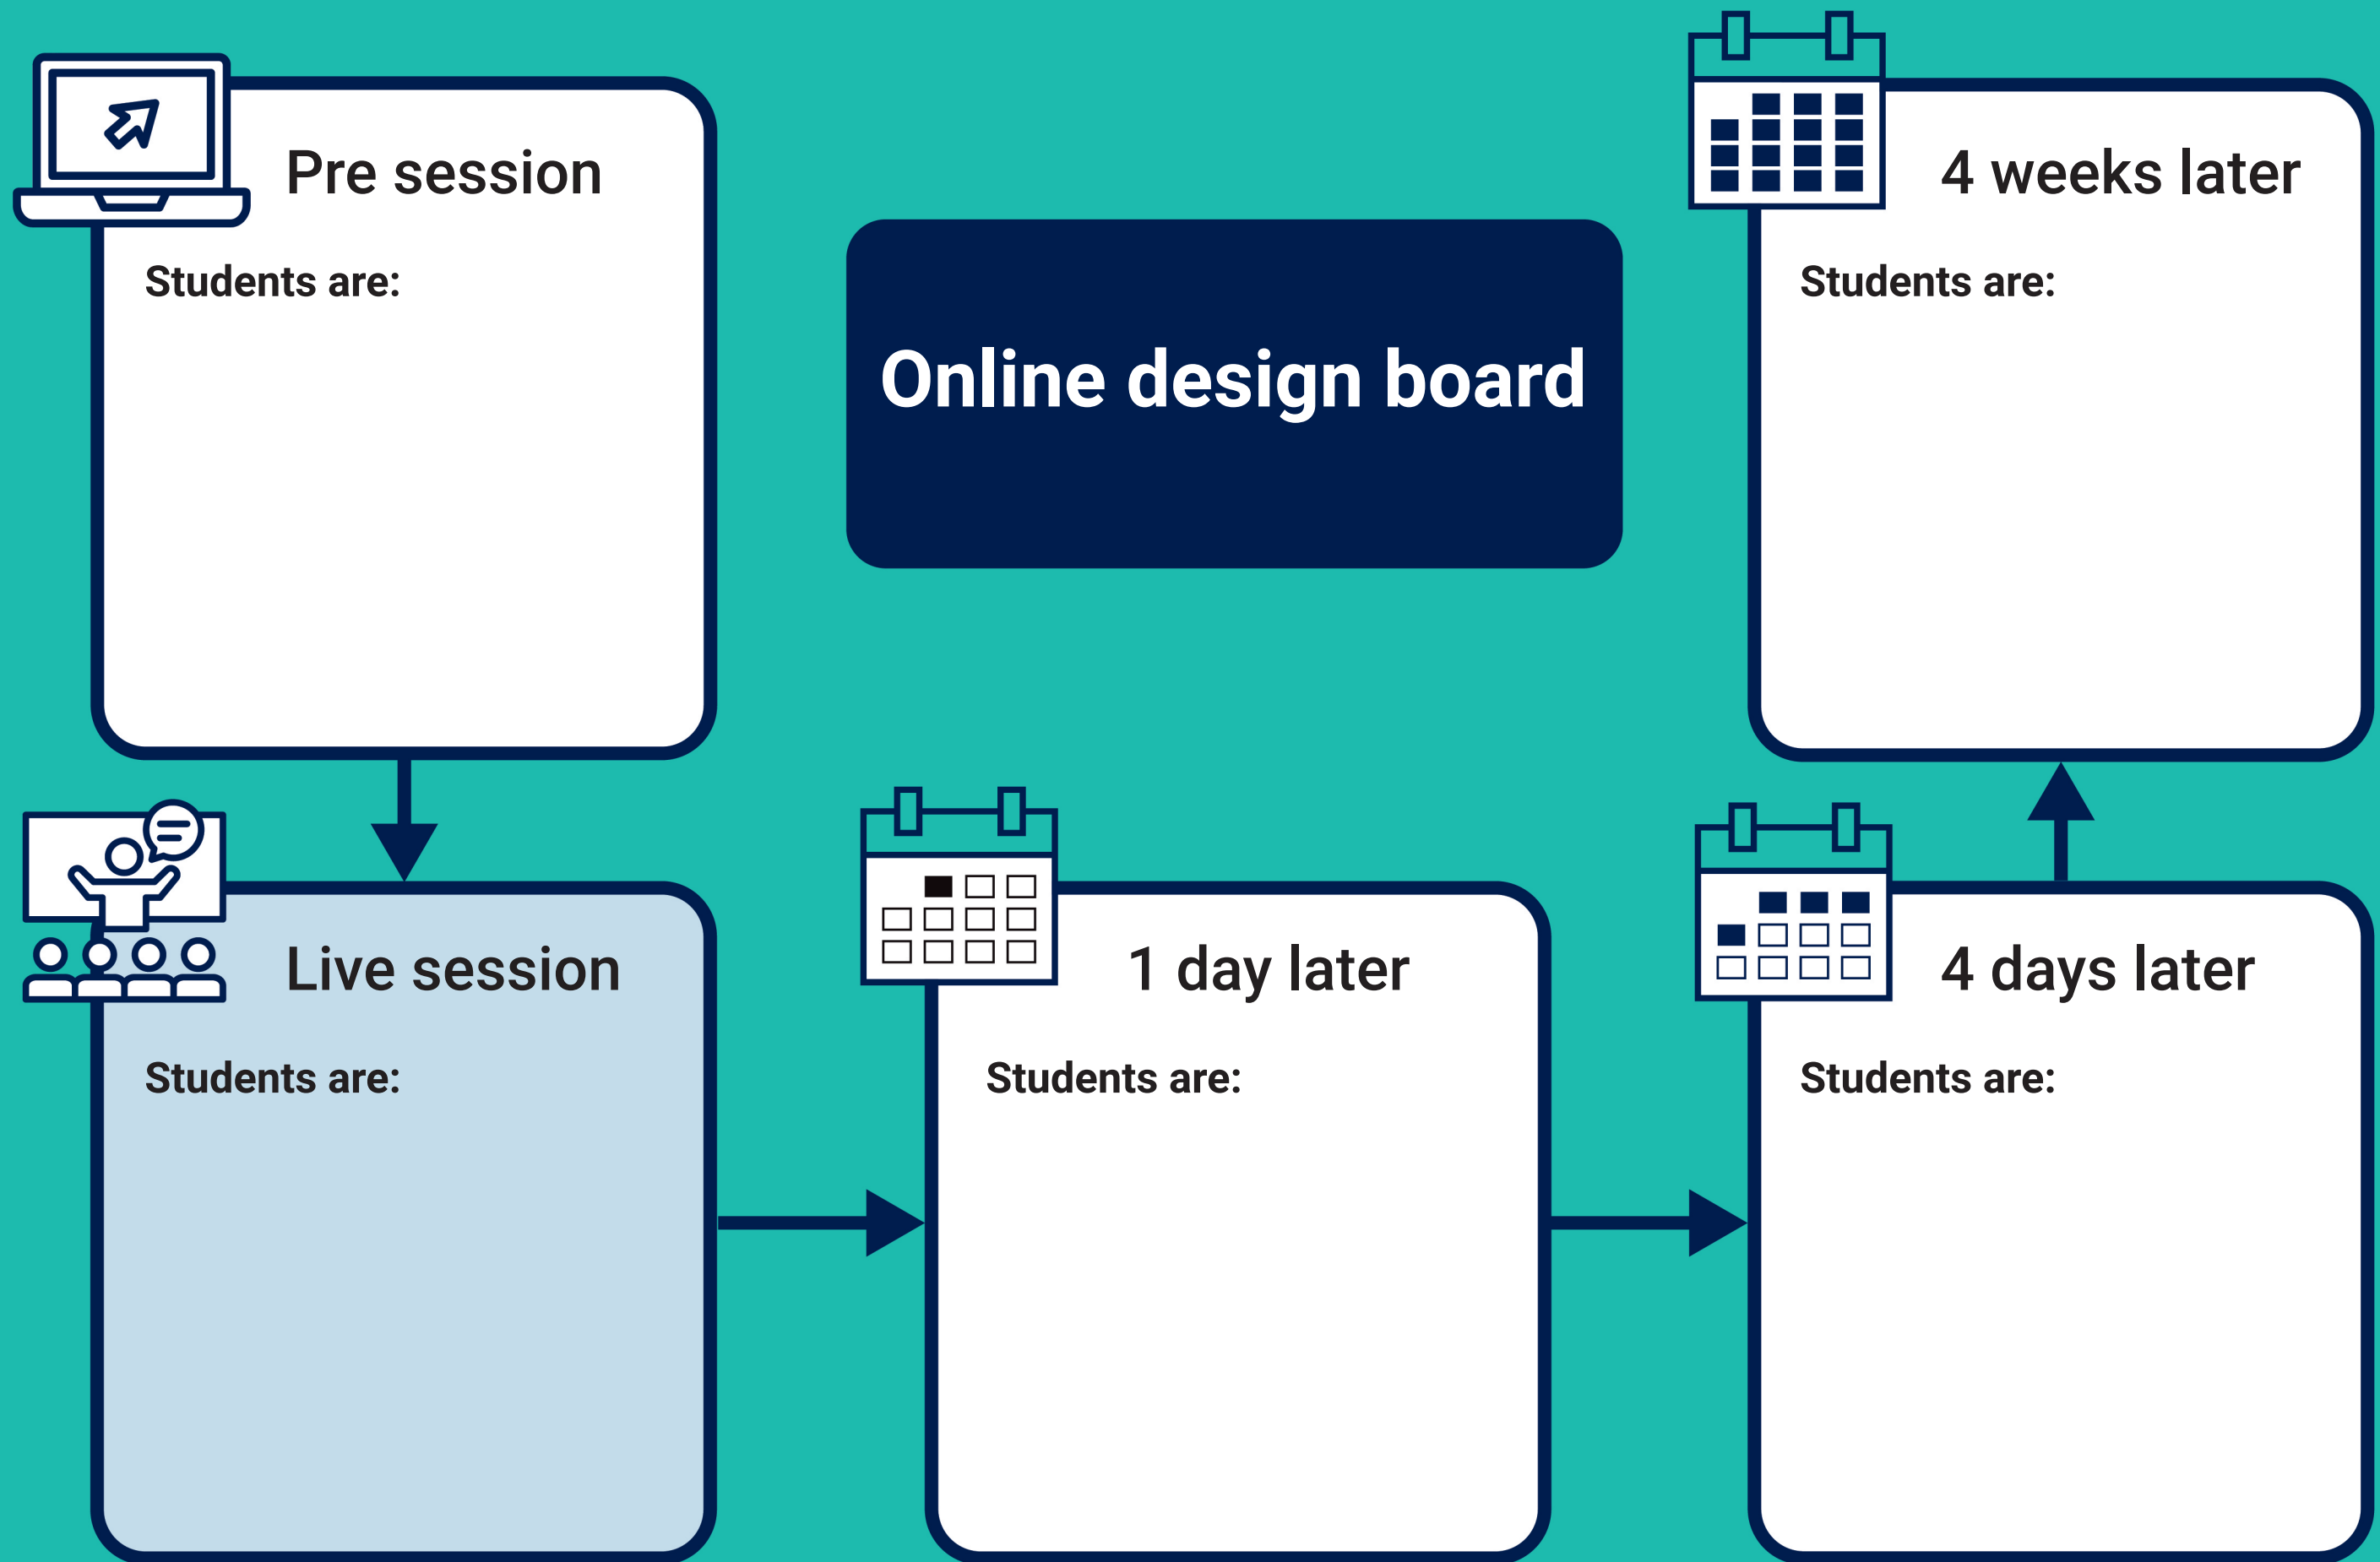 Pre session
Students are:
Online design board
4 weeks later
Students are:
Live session
Students are:
1 day later
Students are:
4 days later
Students are: